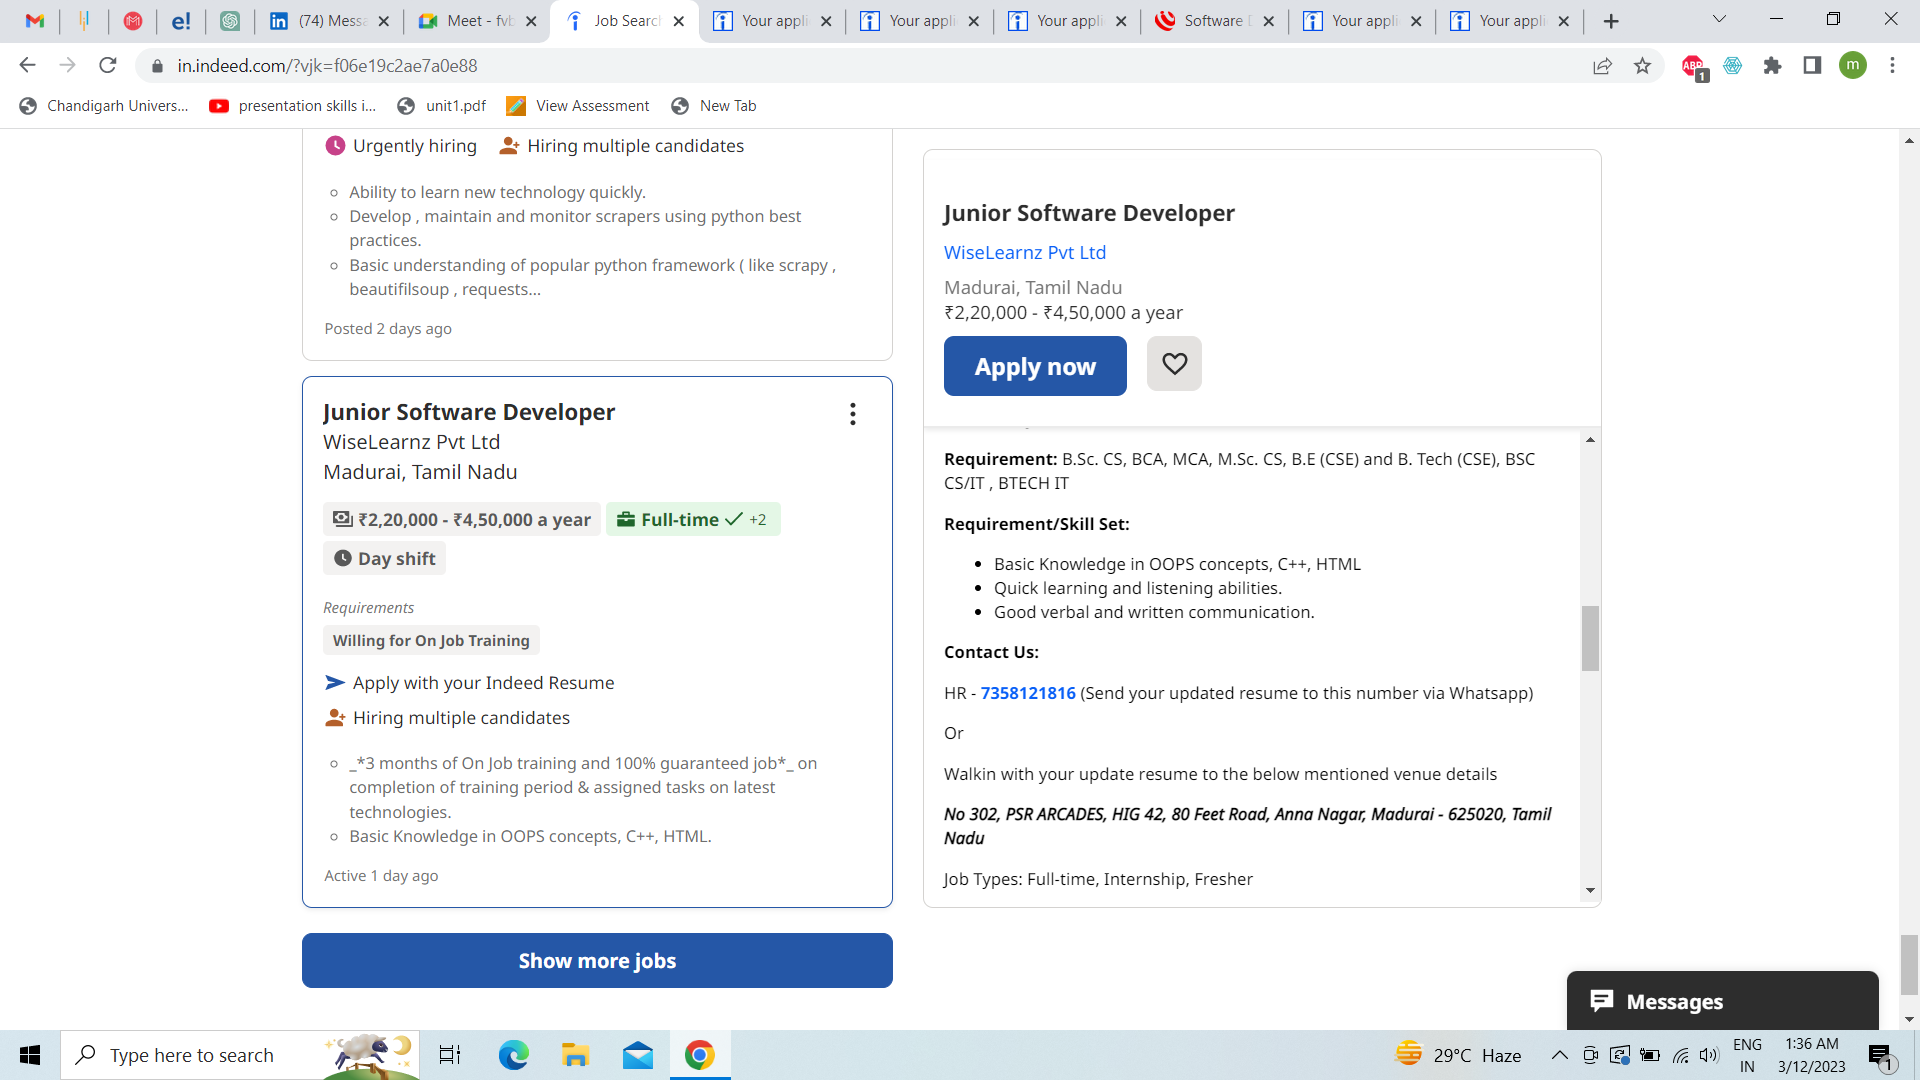 (74) Messa
Meet - fvb
Job Search
Your appli
Your appli
Your appli
Software D
Your appli
Your appli
in.indeed.com/?vjk=f06e19c2ae7a0e88
ABP
1
m
Chandigarh Univers...
presentation skills i...
unit1.pdf
View Assessment
New Tab
Urgently hiring
Hiring multiple candidates
Ability to learn new technology quickly.
Develop , maintain and monitor scrapers using python best
practices.
Basic understanding of popular python framework ( like scrapy ,
beautifilsoup , requests...
Posted 2 days ago
Junior Software Developer
WiseLearnz Pvt Ltd
Madurai, Tamil Nadu
₹2,20,000 - ₹4,50,000 a year
Full-time
+2
Day shift
Requirements
Willing for On Job Training
Apply with your Indeed Resume
Hiring multiple candidates
_*3 months of On Job training and 100% guaranteed job*_ on
completion of training period & assigned tasks on latest
technologies.
Basic Knowledge in OOPS concepts, C++, HTML.
Active 1 day ago
Show more jobs
Junior Software Developer
WiseLearnz Pvt Ltd
Madurai, Tamil Nadu
₹2,20,000 - ₹4,50,000 a year
Apply now
Requirement: B.Sc. CS, BCA, MCA, M.Sc. CS, B.E (CSE) and B. Tech (CSE), BSC
CS/IT , BTECH IT
Requirement/Skill Set:
Basic Knowledge in OOPS concepts, C++, HTML
Quick learning and listening abilities.
Good verbal and written communication.
Contact Us:
HR - 7358121816 (Send your updated resume to this number via Whatsapp)
Or
Walkin with your update resume to the below mentioned venue details
No 302, PSR ARCADES, HIG 42, 80 Feet Road, Anna Nagar, Madurai - 625020, Tamil
Nadu
Job Types: Full-time, Internship, Fresher
Messages
Type here to search
29°C Haze
ENG
IN
1:36 AM
3/12/2023
1